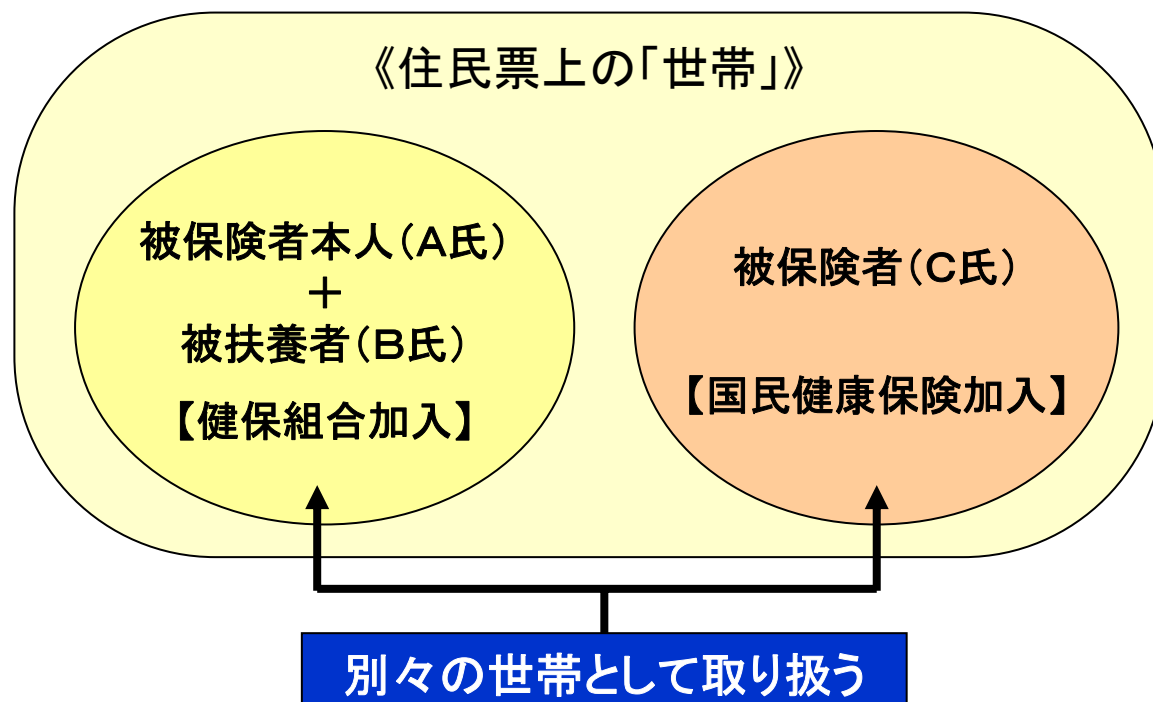 《住民票上の「世帯」》
被保険者本人（Ａ氏）
＋
被扶養者（Ｂ氏）
【健保組合加入】
被保険者（Ｃ氏）
【国民健康保険加入】
別々の世帯として取り扱う